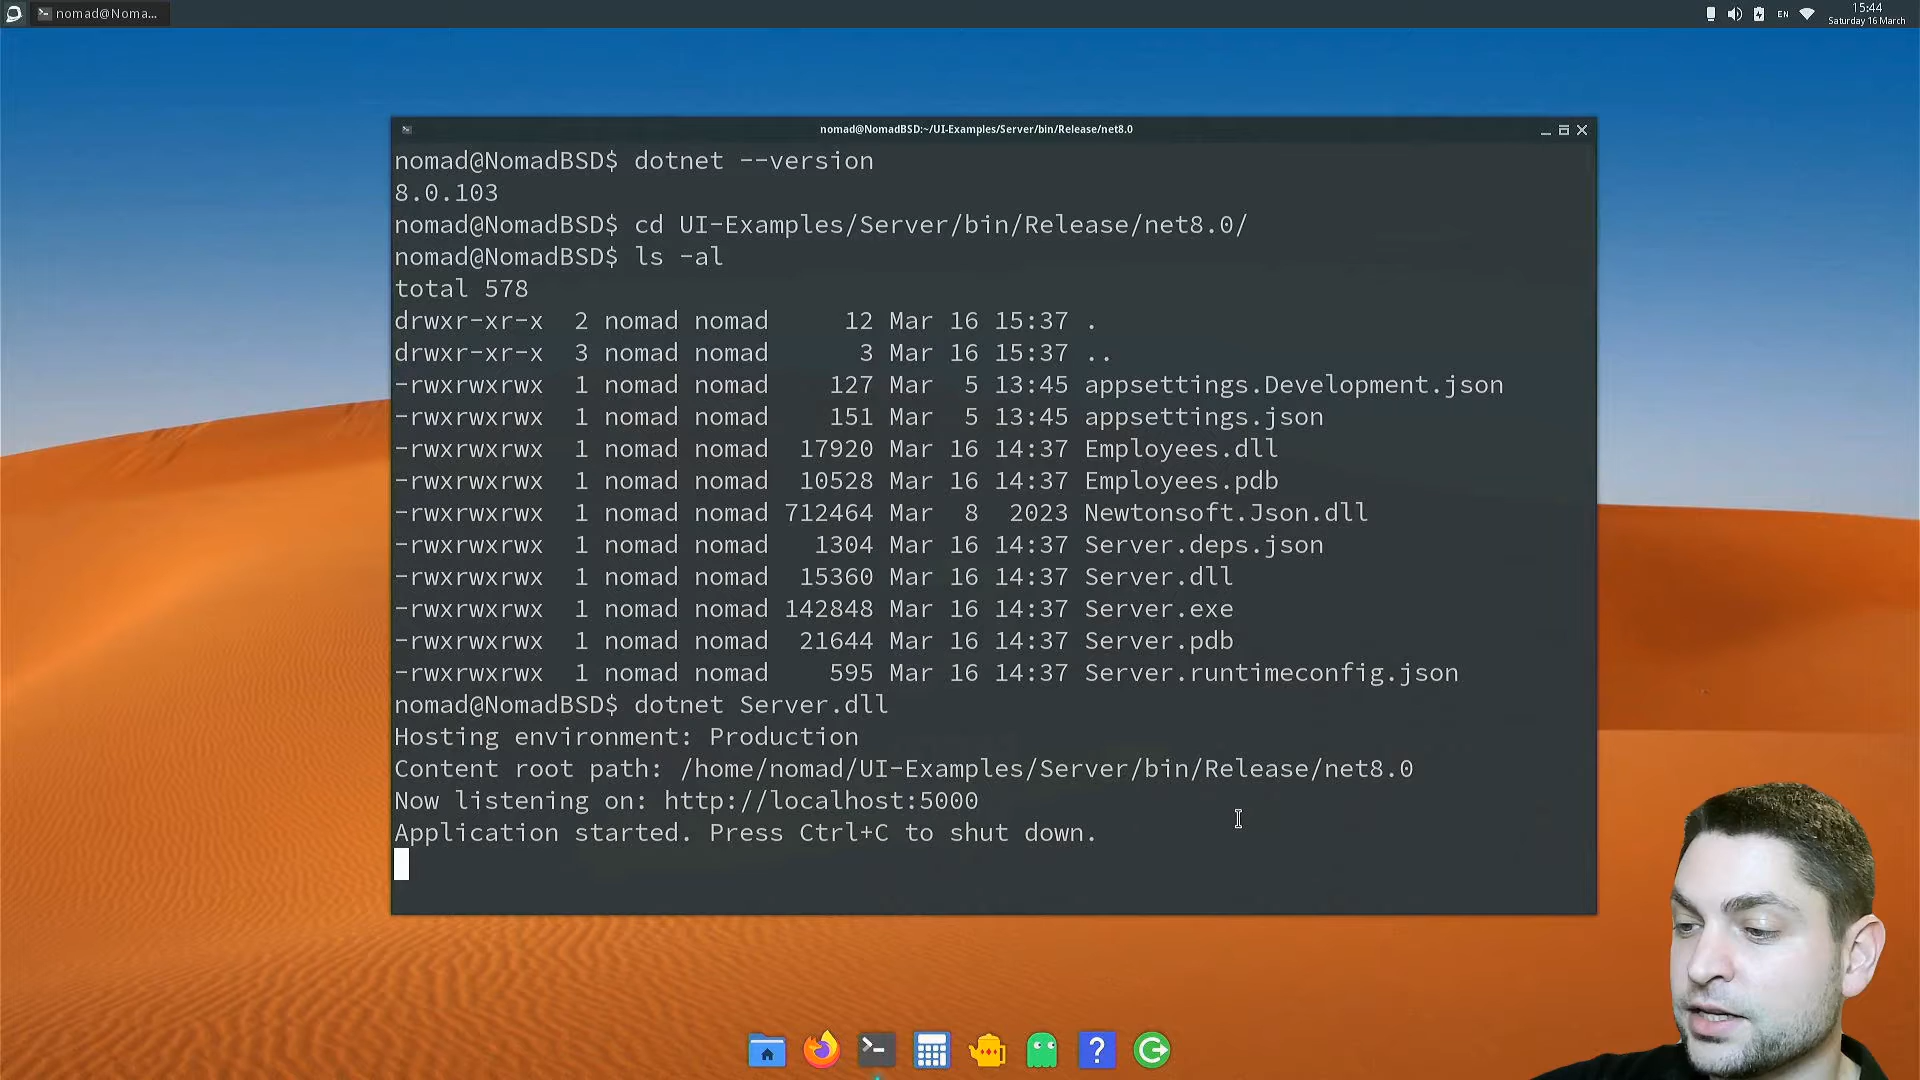 nomad@Noma...
EN
15:44
Saturday 16 March
nomad@NomadBSD:~/UI-Examples/Server/bin/Release/net8.0
nomad@NomadBSD$ dotnet --version
8.0.103
nomad@NomadBSD$ cd UI-Examples/Server/bin/Release/net8.0/
nomad@NomadBSD$ ls -al
total 578
drwxr-xr-x  2 nomad nomad     12 Mar 16 15:37 .
drwxr-xr-x  3 nomad nomad      3 Mar 16 15:37 ..
-rwxrwxrwx  1 nomad nomad    127 Mar  5 13:45 appsettings.Development.json
-rwxrwxrwx  1 nomad nomad    151 Mar  5 13:45 appsettings.json
-rwxrwxrwx  1 nomad nomad  17920 Mar 16 14:37 Employees.dll
-rwxrwxrwx  1 nomad nomad  10528 Mar 16 14:37 Employees.pdb
-rwxrwxrwx  1 nomad nomad 712464 Mar  8  2023 Newtonsoft.Json.dll
-rwxrwxrwx  1 nomad nomad   1304 Mar 16 14:37 Server.deps.json
-rwxrwxrwx  1 nomad nomad  15360 Mar 16 14:37 Server.dll
-rwxrwxrwx  1 nomad nomad 142848 Mar 16 14:37 Server.exe
-rwxrwxrwx  1 nomad nomad  21644 Mar 16 14:37 Server.pdb
-rwxrwxrwx  1 nomad nomad    595 Mar 16 14:37 Server.runtimeconfig.json
nomad@NomadBSD$ dotnet Server.dll
Hosting environment: Production
Content root path: /home/nomad/UI-Examples/Server/bin/Release/net8.0
Now listening on: http://localhost:5000
Application started. Press Ctrl+C to shut down.